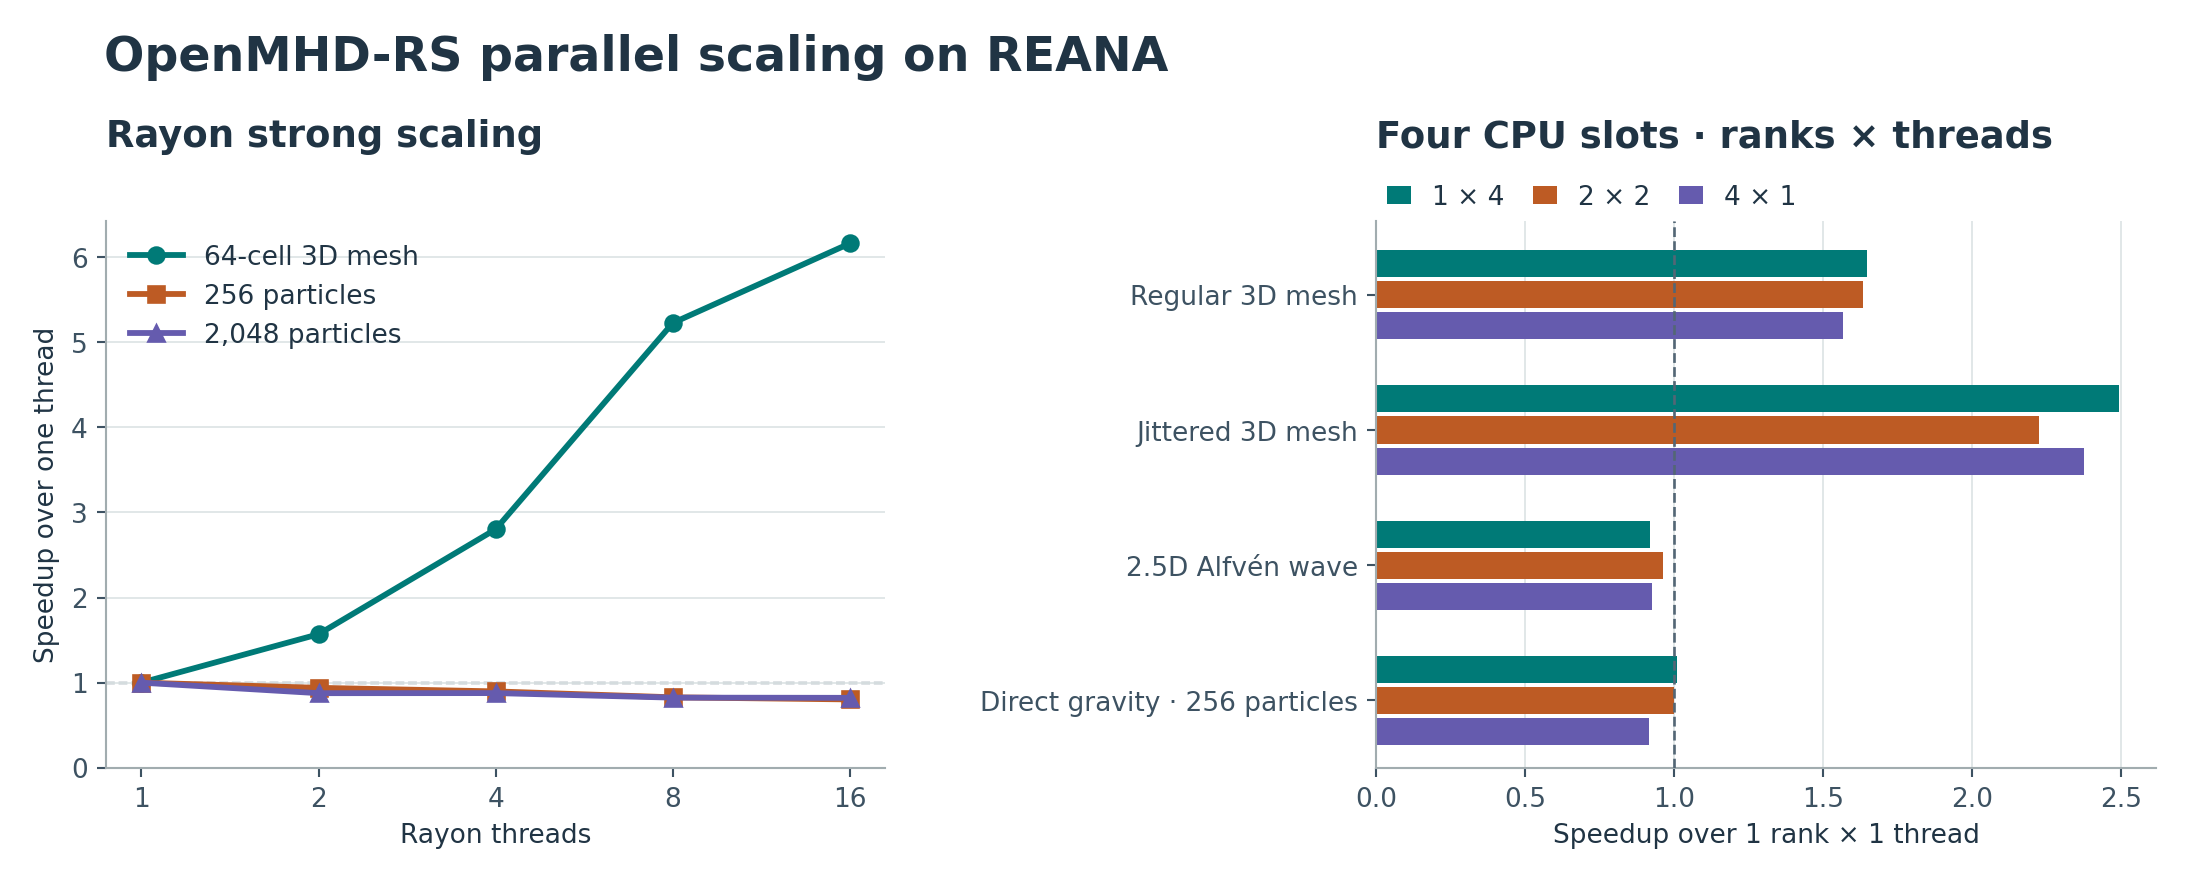 OpenMHD-RS parallel scaling on REANA
Rayon strong scaling
64-cell 3D mesh
256 particles
2,048 particles
Speedup over one thread
6
5
4
3
2
1
0
1 2 4 8 16
Rayon threads
Four CPU slots · ranks × threads
1 × 4 2 × 2 4 × 1
Regular 3D mesh
Jittered 3D mesh
2.5D Alfvén wave
Direct gravity · 256 particles
0.0 0.5 1.0 1.5 2.0 2.5
Speedup over 1 rank × 1 thread